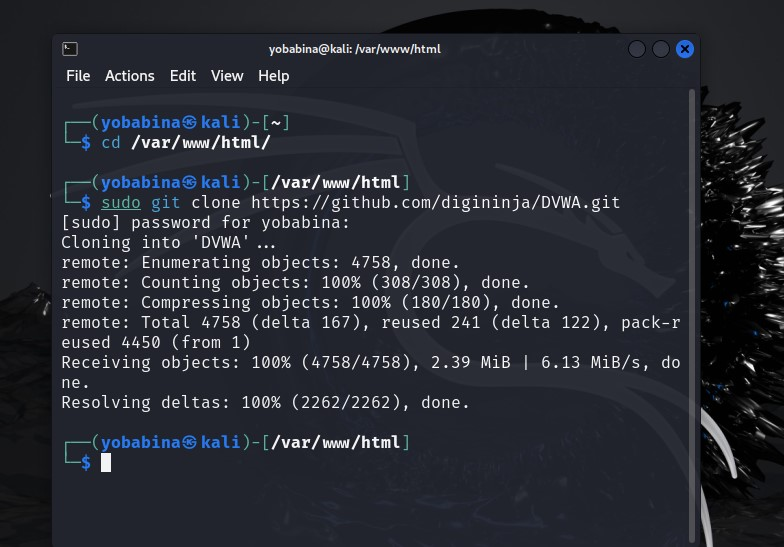 yobabina@kali: /var/www/html
File Actions Edit View Help
┌──(yobabina㉿kali)-[~]
└─$ cd /var/www/html/
┌──(yobabina㉿kali)-[/var/www/html]
└─$ sudo git clone https://github.com/digininja/DVWA.git
[sudo] password for yobabina:
Cloning into 'DVWA'...
remote: Enumerating objects: 4758, done.
remote: Counting objects: 100% (308/308), done.
remote: Compressing objects: 100% (180/180), done.
remote: Total 4758 (delta 167), reused 241 (delta 122), pack-r
eused 4450 (from 1)
Receiving objects: 100% (4758/4758), 2.39 MiB | 6.13 MiB/s, do
ne.
Resolving deltas: 100% (2262/2262), done.
┌──(yobabina㉿kali)-[/var/www/html]
└─$